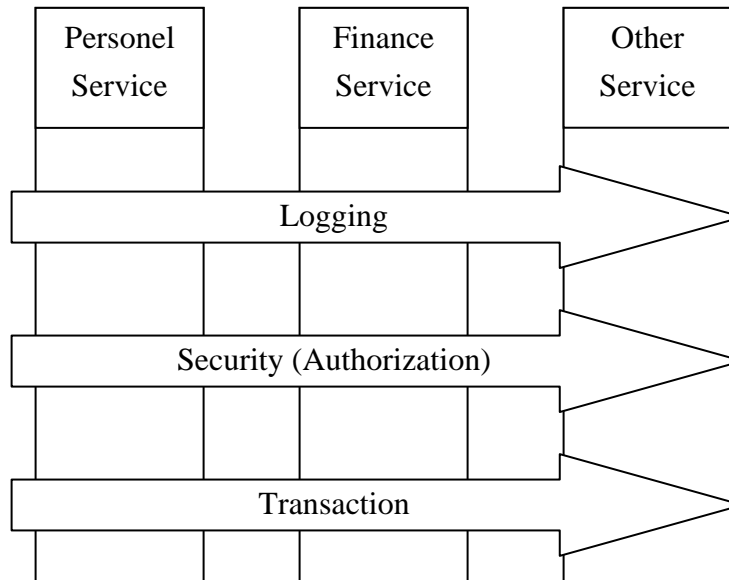 Personel
Service
Finance
Service
Other
Service
Logging
Security (Authorization)
Transaction